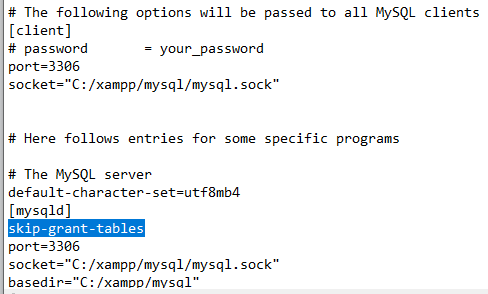 # The following options will be passed to all MySQL clients
[client]
# password       = your_password
port=3306
socket="C:/xampp/mysql/mysql.sock"
# Here follows entries for some specific programs
# The MySQL server
default-character-set=utf8mb4
[mysqld]
skip-grant-tables
port=3306
socket="C:/xampp/mysql/mysql.sock"
basedir="C:/xampp/mysql"